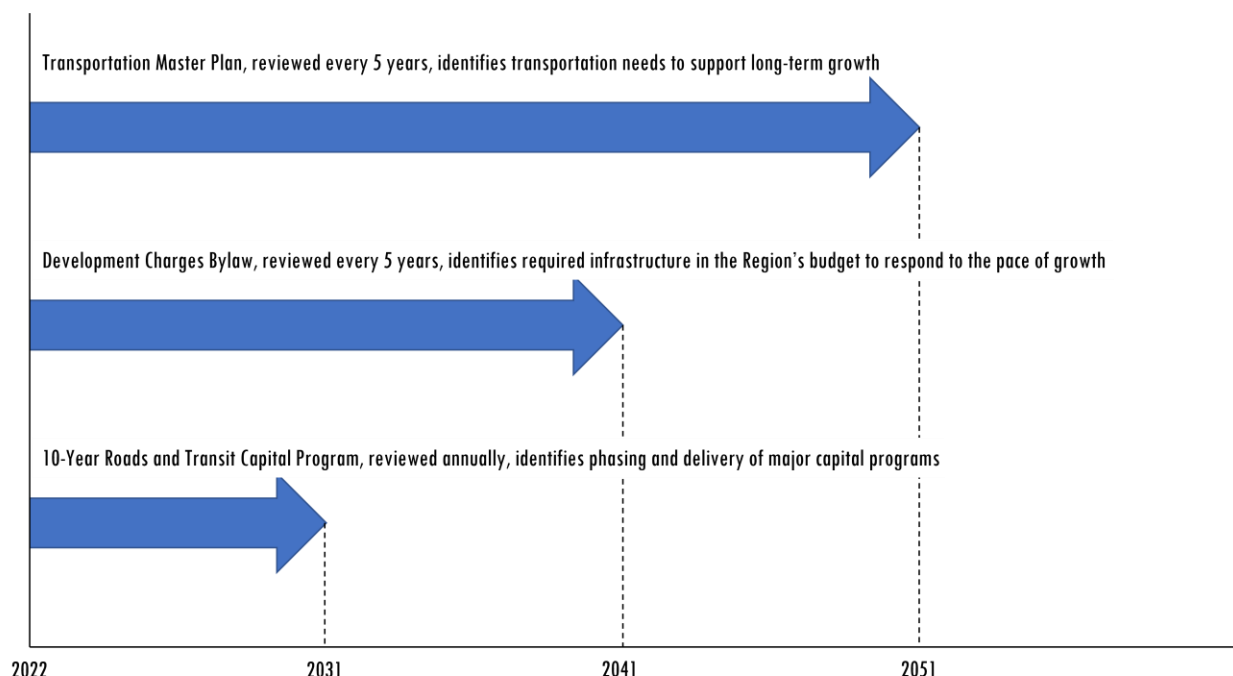 Transportation Master Plan, reviewed every 5 years, identifies transportation needs to support long-term growth
Development Charges Bylaw, reviewed every 5 years, identifies required infrastructure in the Region’s budget to respond to the pace of growth
10-Year Roads and Transit Capital Program, reviewed annually, identifies phasing and delivery of major capital programs
2022 2031 2041 2051